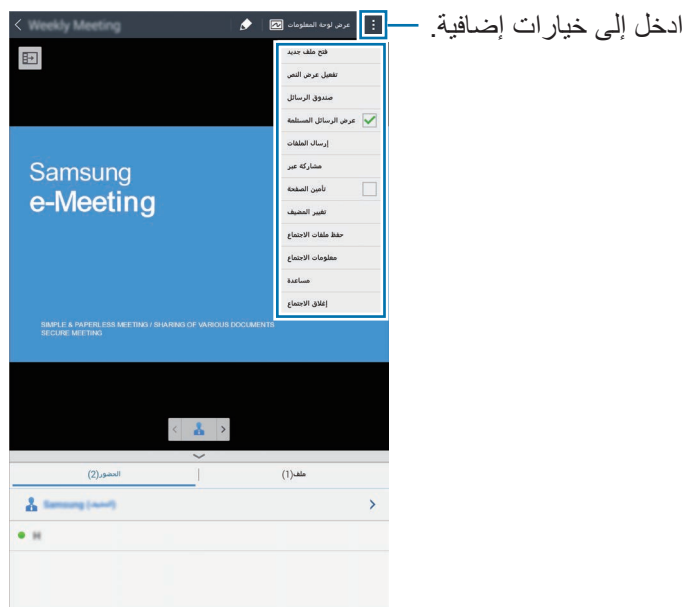 ادخل إلى خيارات إضافية.
Weekly Meeting
عرض لوحة المعلومات
فتح ملف جديد
تفعيل عرض النص
صندوق الرسائل
عرض الرسائل المستلمة
إرسال الملفات
مشاركة عبر
تأمين الصفحة
تغيير المضيف
حفظ ملفات الاجتماع
معلومات الاجتماع
مساعدة
إغلاق الاجتماع
Samsung
e-Meeting
SIMPLE & PAPERLESS MEETING / SHARING OF VARIOUS DOCUMENTS
SECURE MEETING
الحضور(2)
ملف(1)
Samsung (المضيف)
H